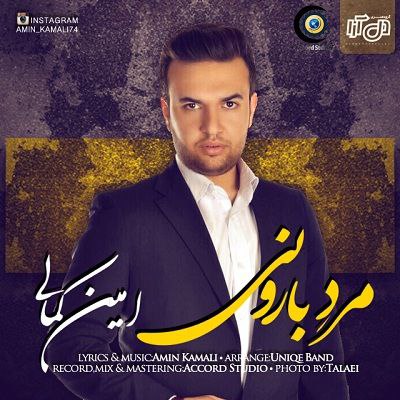 INSTAGRAM
AMIN_KAMALI74
مرد بارونی
امین کمالی
LYRICS & MUSIC:AMIN KAMALI • ARRANGE:UNIQE BAND
RECORD,MIX & MASTERING:ACCORD STUDIO • PHOTO BY:TALAEI